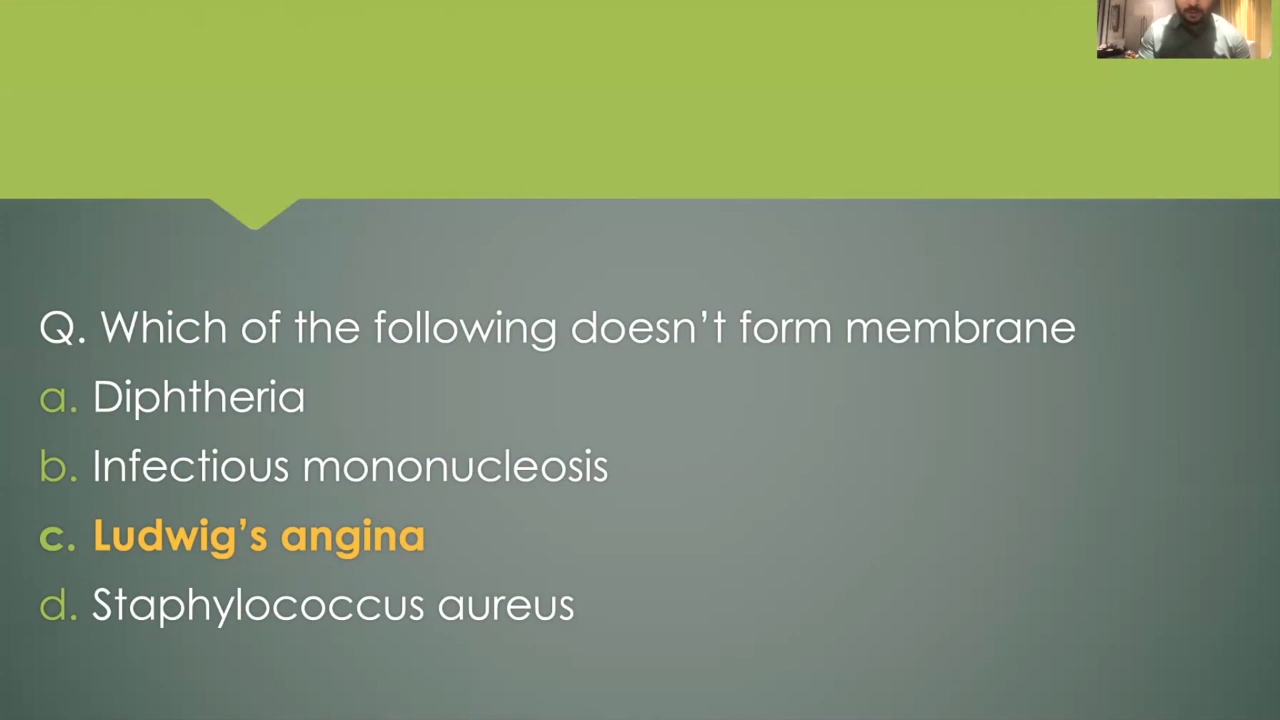 Q. Which of the following doesn’t form membrane
a. Diphtheria
b. Infectious mononucleosis
c. Ludwig’s angina
d. Staphylococcus aureus